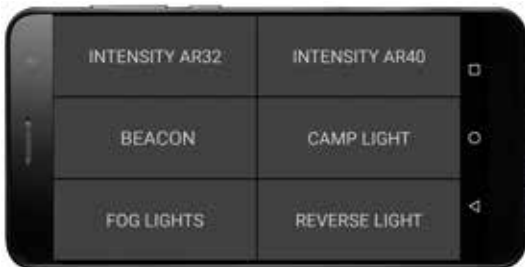 INTENSITY AR32
INTENSITY AR40
BEACON
CAMP LIGHT
FOG LIGHTS
REVERSE LIGHT